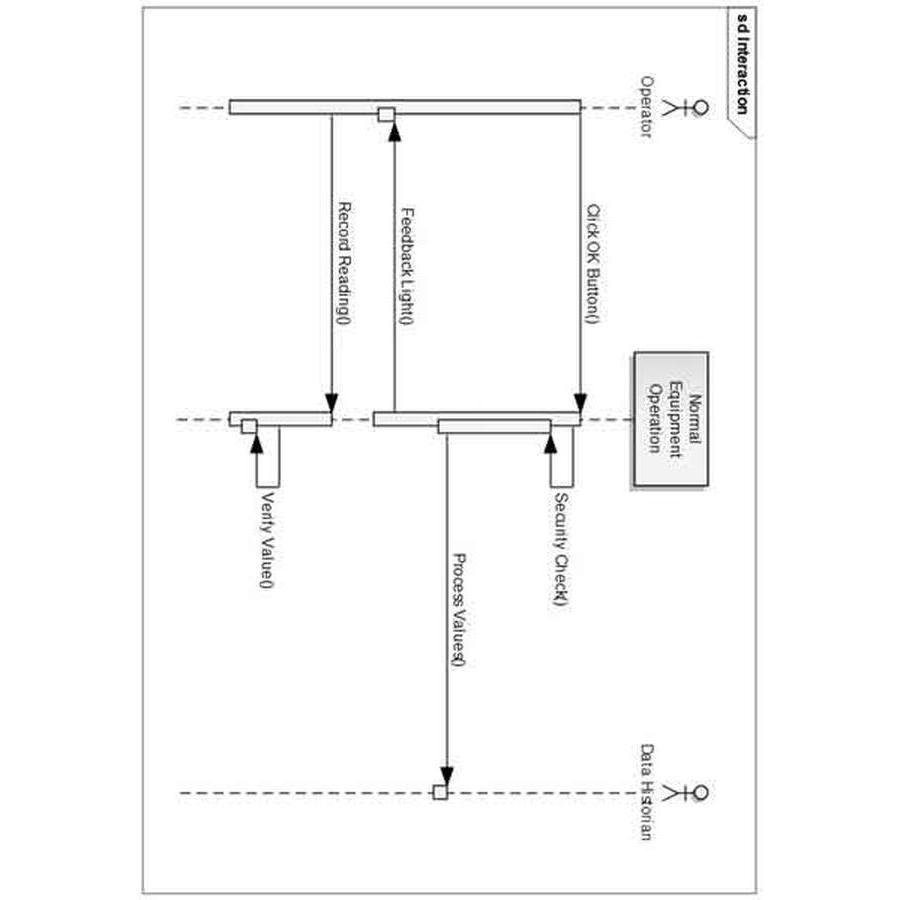 sd Interaction
Operator
Normal
Equipment
Operation
Data Historian
Click OK Button()
Security Check()
Process Values()
Feedback Light()
Record Reading()
Verify Value()